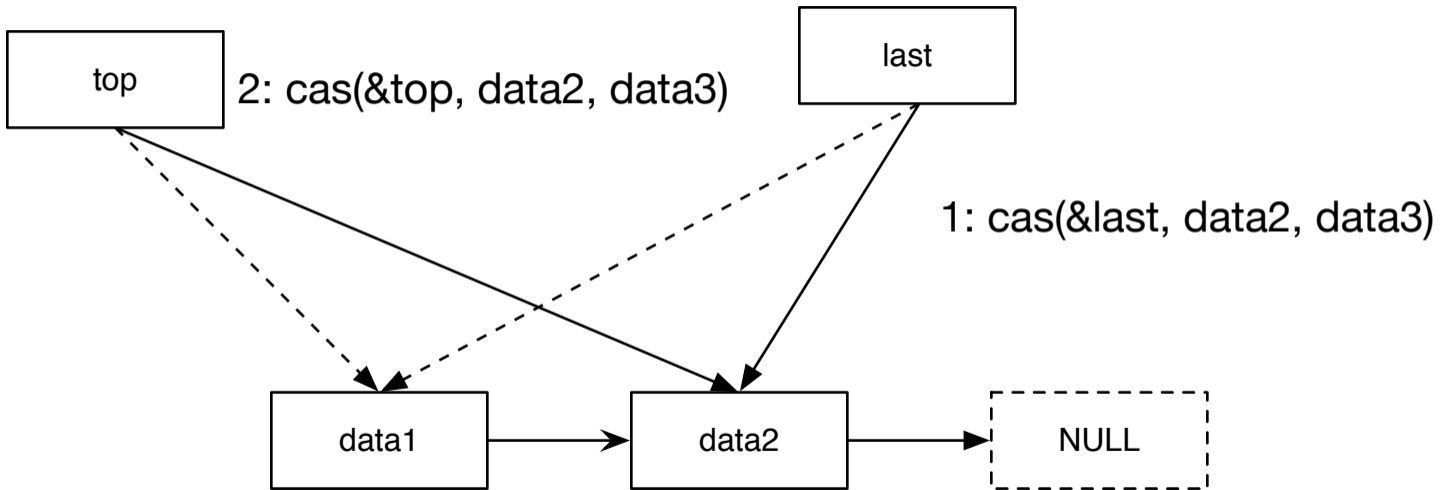 top
2: cas(&top, data2, data3)
last
1: cas(&last, data2, data3)
data1
data2
NULL